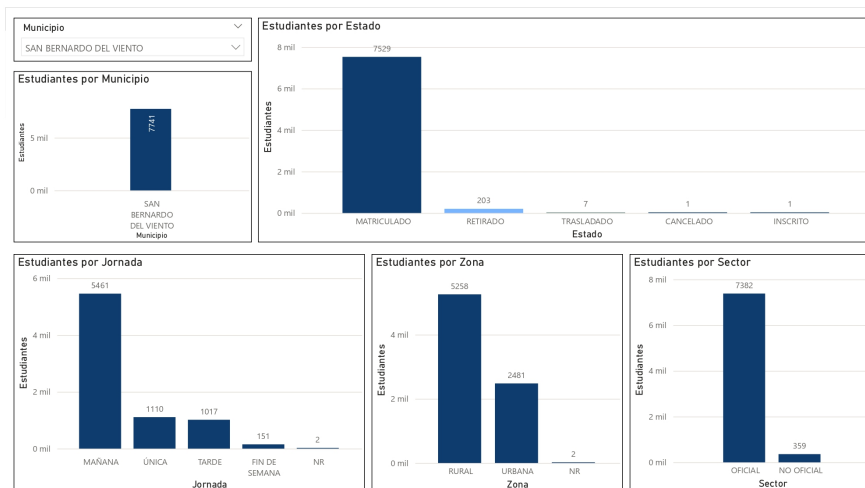 Municipio
SAN BERNARDO DEL VIENTO
Estudiantes por Municipio
Estudiantes
5 mil
0 mil
7741
SAN
BERNARDO
DEL VIENTO
Municipio
Estudiantes por Estado
Estudiantes
8 mil
6 mil
4 mil
2 mil
0 mil
7529
203
7
1
1
MATRICULADO
RETIRADO
TRASLADADO
CANCELADO
INSCRITO
Estado
Estudiantes por Jornada
Estudiantes
6 mil
4 mil
2 mil
0 mil
5461
1110
1017
151
2
MAÑANA
ÚNICA
TARDE
FIN DE
SEMANA
NR
Jornada
Estudiantes por Zona
Estudiantes
4 mil
2 mil
0 mil
5258
2481
2
RURAL
URBANA
NR
Zona
Estudiantes por Sector
Estudiantes
8 mil
6 mil
4 mil
2 mil
0 mil
7382
359
OFICIAL
NO OFICIAL
Sector